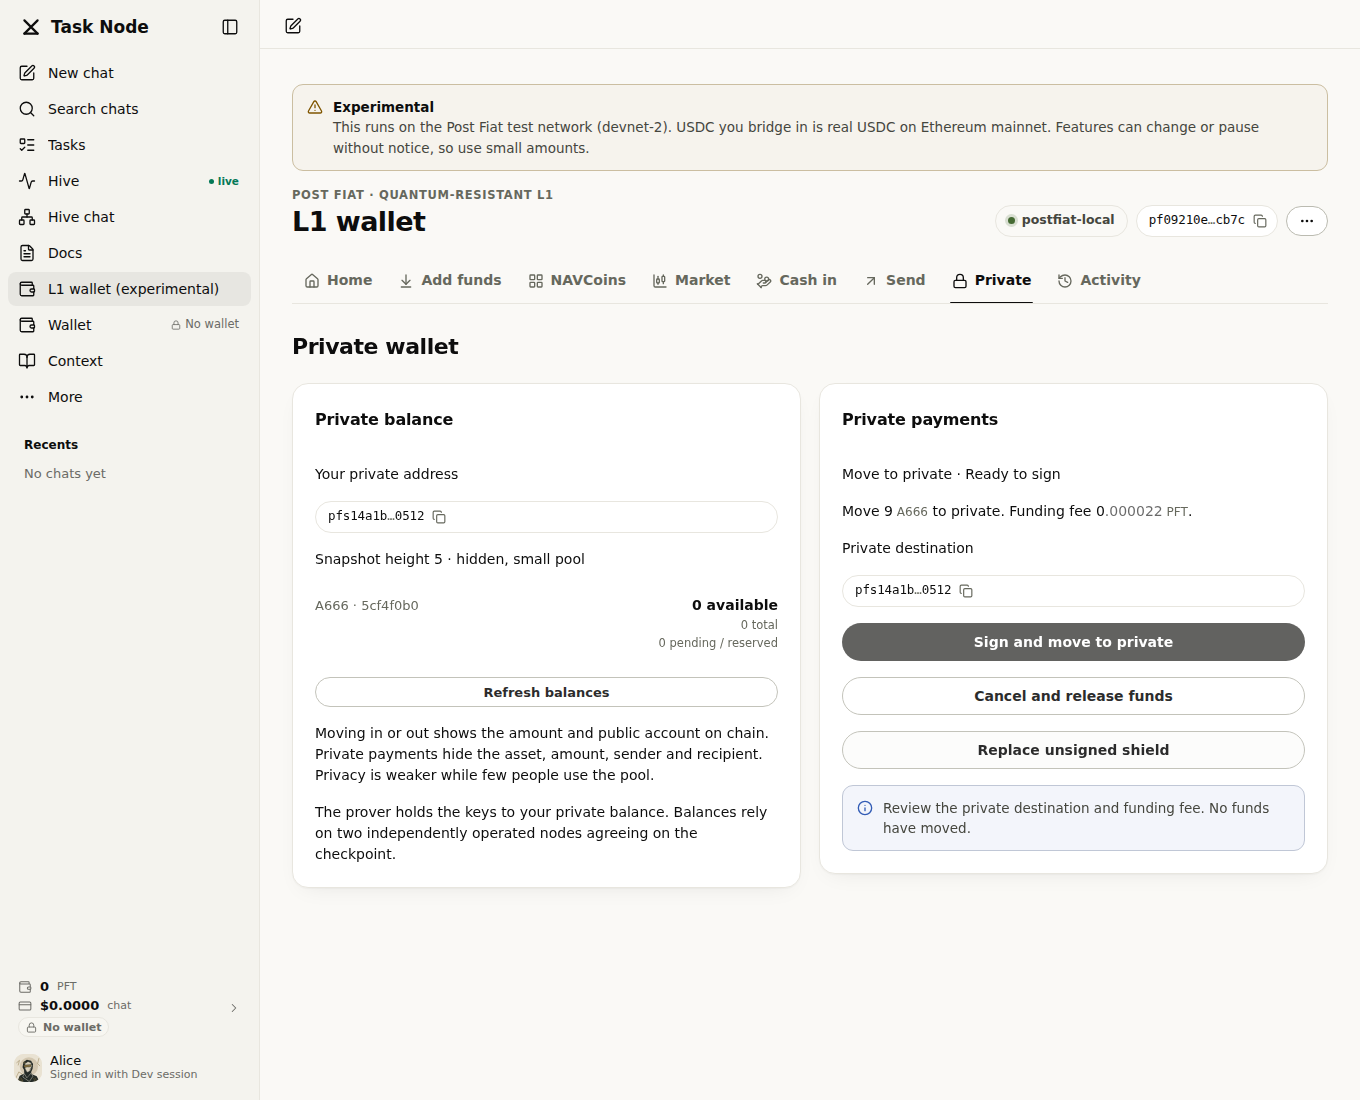 Task Node
New chat
Search chats
Tasks
Hive
live
Hive chat
Docs
L1 wallet (experimental)
Wallet
No wallet
Context
More
Recents
No chats yet
0 PFT
$0.0000 chat
No wallet
Alice
Signed in with Dev session
Experimental
This runs on the Post Fiat test network (devnet-2). USDC you bridge in is real USDC on Ethereum mainnet. Features can change or pause
without notice, so use small amounts.
POST FIAT · QUANTUM-RESISTANT L1
L1 wallet
postfiat-local
pf09210e…cb7c
Home
Add funds
NAVCoins
Market
Cash in
Send
Private
Activity
Private wallet
Private balance
Your private address
pfs14a1b…0512
Snapshot height 5 · hidden, small pool
A666 · 5cf4f0b0
0 available
0 total
0 pending / reserved
Refresh balances
Moving in or out shows the amount and public account on chain.
Private payments hide the asset, amount, sender and recipient.
Privacy is weaker while few people use the pool.
The prover holds the keys to your private balance. Balances rely
on two independently operated nodes agreeing on the
checkpoint.
Private payments
Move to private · Ready to sign
Move 9 A666 to private. Funding fee 0.000022 PFT.
Private destination
pfs14a1b…0512
Sign and move to private
Cancel and release funds
Replace unsigned shield
Review the private destination and funding fee. No funds
have moved.